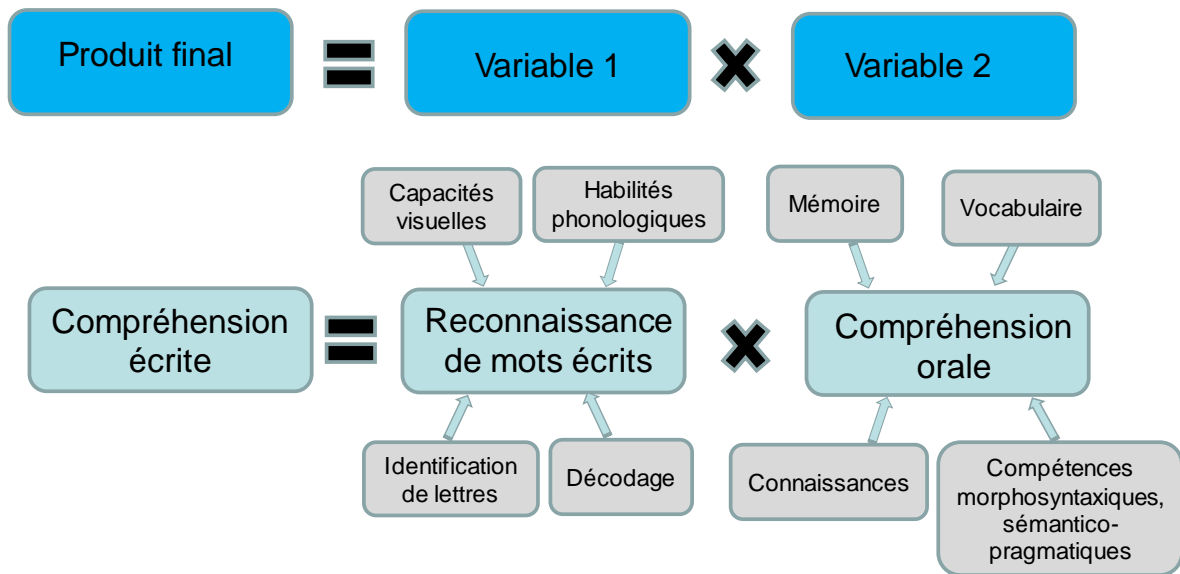 Produit final
=
Variable 1
×
Variable 2
Capacités
visuelles
Habilités
phonologiques
Mémoire
Vocabulaire
Compréhension
écrite
=
Reconnaissance
de mots écrits
×
Compréhension
orale
Identification
de lettres
Décodage
Connaissances
Compétences
morphosyntaxiques,
sémantico-
pragmatiques